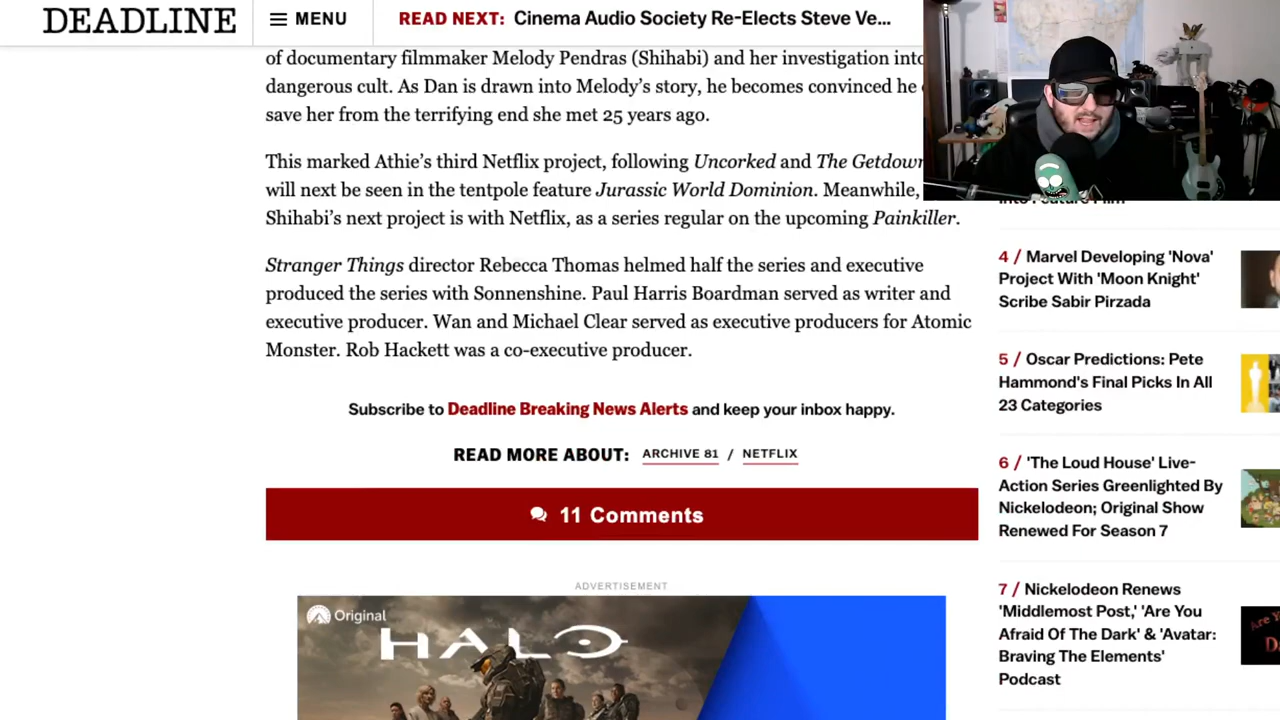 DEADLINE
MENU
READ NEXT: Cinema Audio Society Re-Elects Steve Ve...
of documentary filmmaker Melody Pendras (Shihabi) and her investigation into
dangerous cult. As Dan is drawn into Melody's story, he becomes convinced he
save her from the terrifying end she met 25 years ago.
This marked Athie's third Netflix project, following Uncorked and The Getdown
will next be seen in the tentpole feature Jurassic World Dominion. Meanwhile,
Shihabi's next project is with Netflix, as a series regular on the upcoming Painkiller.
Stranger Things director Rebecca Thomas helmed half the series and executive
produced the series with Sonnenshine. Paul Harris Boardman served as writer and
executive producer. Wan and Michael Clear served as executive producers for Atomic
Monster. Rob Hackett was a co-executive producer.
Subscribe to Deadline Breaking News Alerts and keep your inbox happy.
READ MORE ABOUT: ARCHIVE 81 / NETFLIX
11 Comments
ADVERTISEMENT
Original
HALO
Into Feature Film
4 / Marvel Developing 'Nova'
Project With 'Moon Knight'
Scribe Sabir Pirzada
5 / Oscar Predictions: Pete
Hammond's Final Picks In All
23 Categories
6 / 'The Loud House' Live-
Action Series Greenlighted By
Nickelodeon; Original Show
Renewed For Season 7
7 / Nickelodeon Renews
'Middlemost Post,' 'Are You
Afraid Of The Dark' & 'Avatar:
Braving The Elements'
Podcast